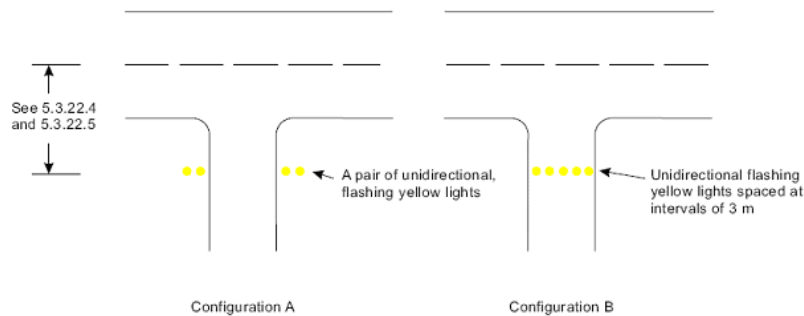 See 5.3.22.4
and 5.3.22.5
A pair of unidirectional,
flashing yellow lights
Unidirectional flashing
yellow lights spaced at
intervals of 3 m
Configuration A
Configuration B